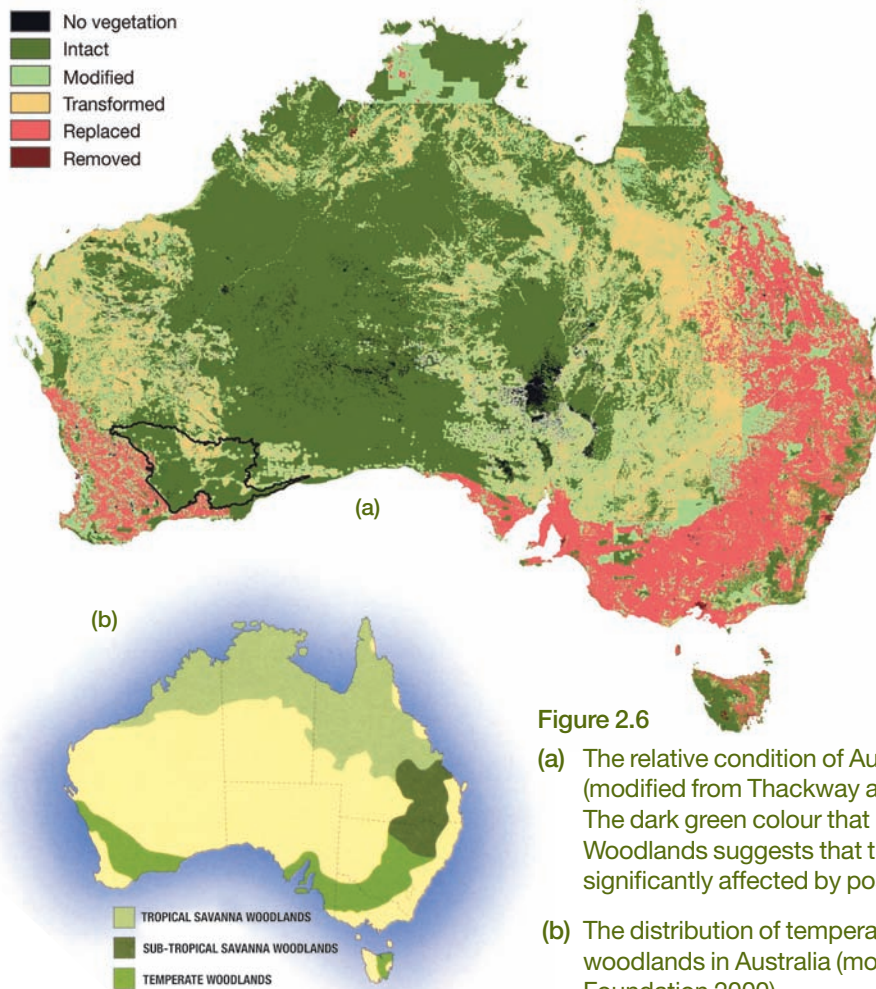 No vegetation
Intact
Modified
Transformed
Replaced
Removed
(a)
(b)
TROPICAL SAVANNA WOODLANDS
SUB-TROPICAL SAVANNA WOODLANDS
TEMPERATE WOODLANDS
Figure 2.6
(a) The relative condition of Au
(modified from Thackway a
The dark green colour that
Woodlands suggests that t
significantly affected by po
(b) The distribution of tempera
woodlands in Australia (mo
Foundation 2009)